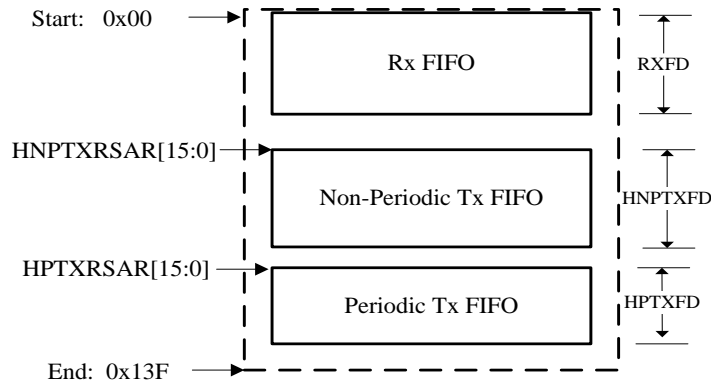 Start: 0x00
Rx FIFO
RXFD
HNPTXRSAR[15:0]
Non-Periodic Tx FIFO
HNPTXFD
HPTXRSAR[15:0]
Periodic Tx FIFO
HPTXFD
End: 0x13F